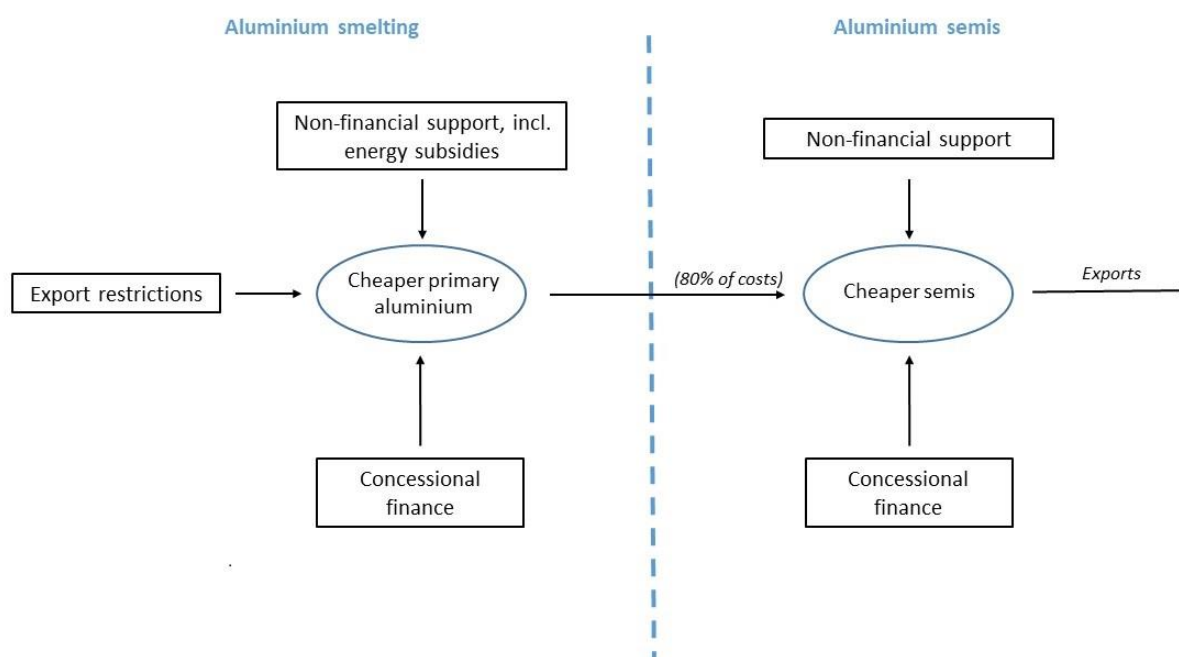 Aluminium smelting
Aluminium semis
Non-financial support, incl.
energy subsidies
Non-financial support
Export restrictions
Cheaper primary
aluminium
(80% of costs)
Cheaper semis
Exports
Concessional
finance
Concessional
finance